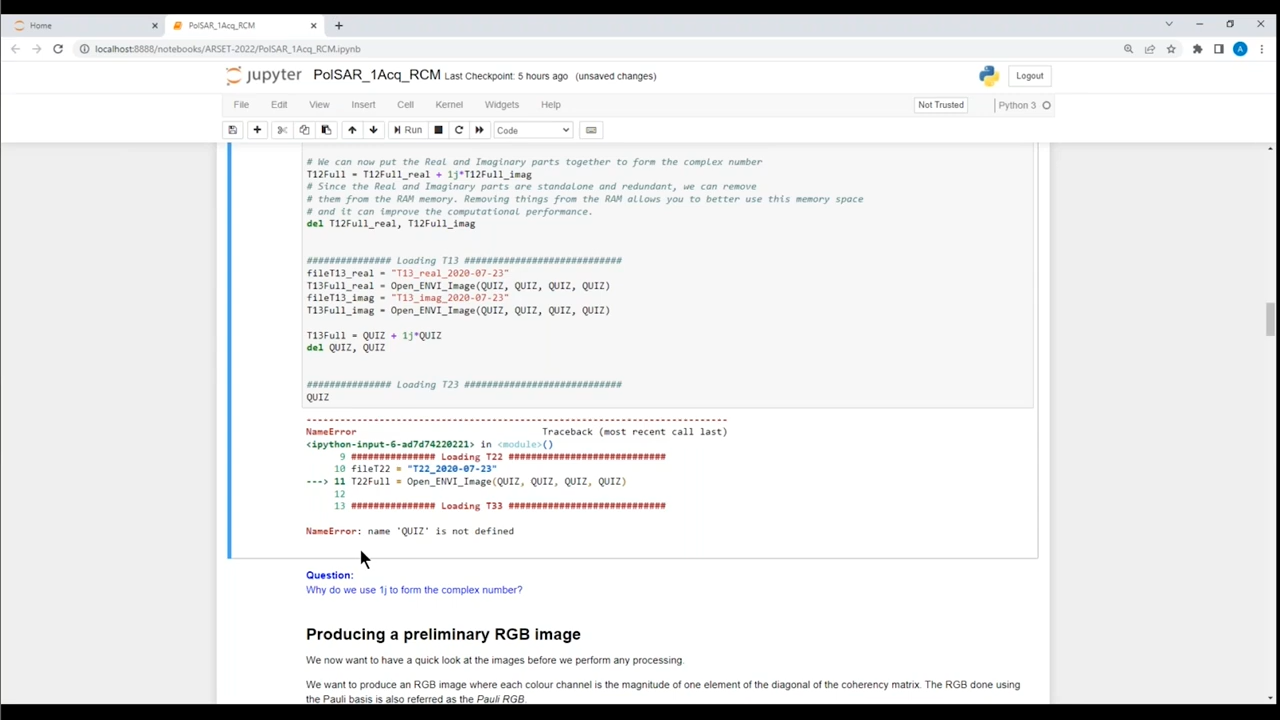 Home
PolSAR_1Acq_RCM
localhost:8888/notebooks/ARSET-2022/PolSAR_1Acq_RCM.ipynb
A
jupyter PolSAR_1Acq_RCM Last Checkpoint: 5 hours ago (unsaved changes)
Logout
File Edit View Insert Cell Kernel Widgets Help
Not Trusted
Python 3
Run
Code
# We can now put the Real and Imaginary parts together to form the complex number
T12Full = T12Full_real + 1j*T12Full_imag
# Since the Real and Imaginary parts are standalone and redundant, we can remove
# them from the RAM memory. Removing things from the RAM allows you to better use this memory space
# and it can improve the computational performance.
del T12Full_real, T12Full_imag
############### Loading T13 ############################
fileT13_real = "T13_real_2020-07-23"
T13Full_real = Open_ENVI_Image(QUIZ, QUIZ, QUIZ, QUIZ)
fileT13_imag = "T13_imag_2020-07-23"
T13Full_imag = Open_ENVI_Image(QUIZ, QUIZ, QUIZ, QUIZ)
T13Full = QUIZ + 1j*QUIZ
del QUIZ, QUIZ
############### Loading T23 ############################
QUIZ
---------------------------------------------------------------------------
NameError Traceback (most recent call last)
<ipython-input-6-ad7d74220221> in <module>()
9 ############### Loading T22 ############################
10 fileT22 = "T22_2020-07-23"
---> 11 T22Full = Open_ENVI_Image(QUIZ, QUIZ, QUIZ, QUIZ)
12
13 ############### Loading T33 ############################
NameError: name 'QUIZ' is not defined
Question:
Why do we use 1j to form the complex number?
Producing a preliminary RGB image
We now want to have a quick look at the images before we perform any processing.
We want to produce an RGB image where each colour channel is the magnitude of one element of the diagonal of the coherency matrix. The RGB done using
the Pauli basis is also referred as the Pauli RGB.